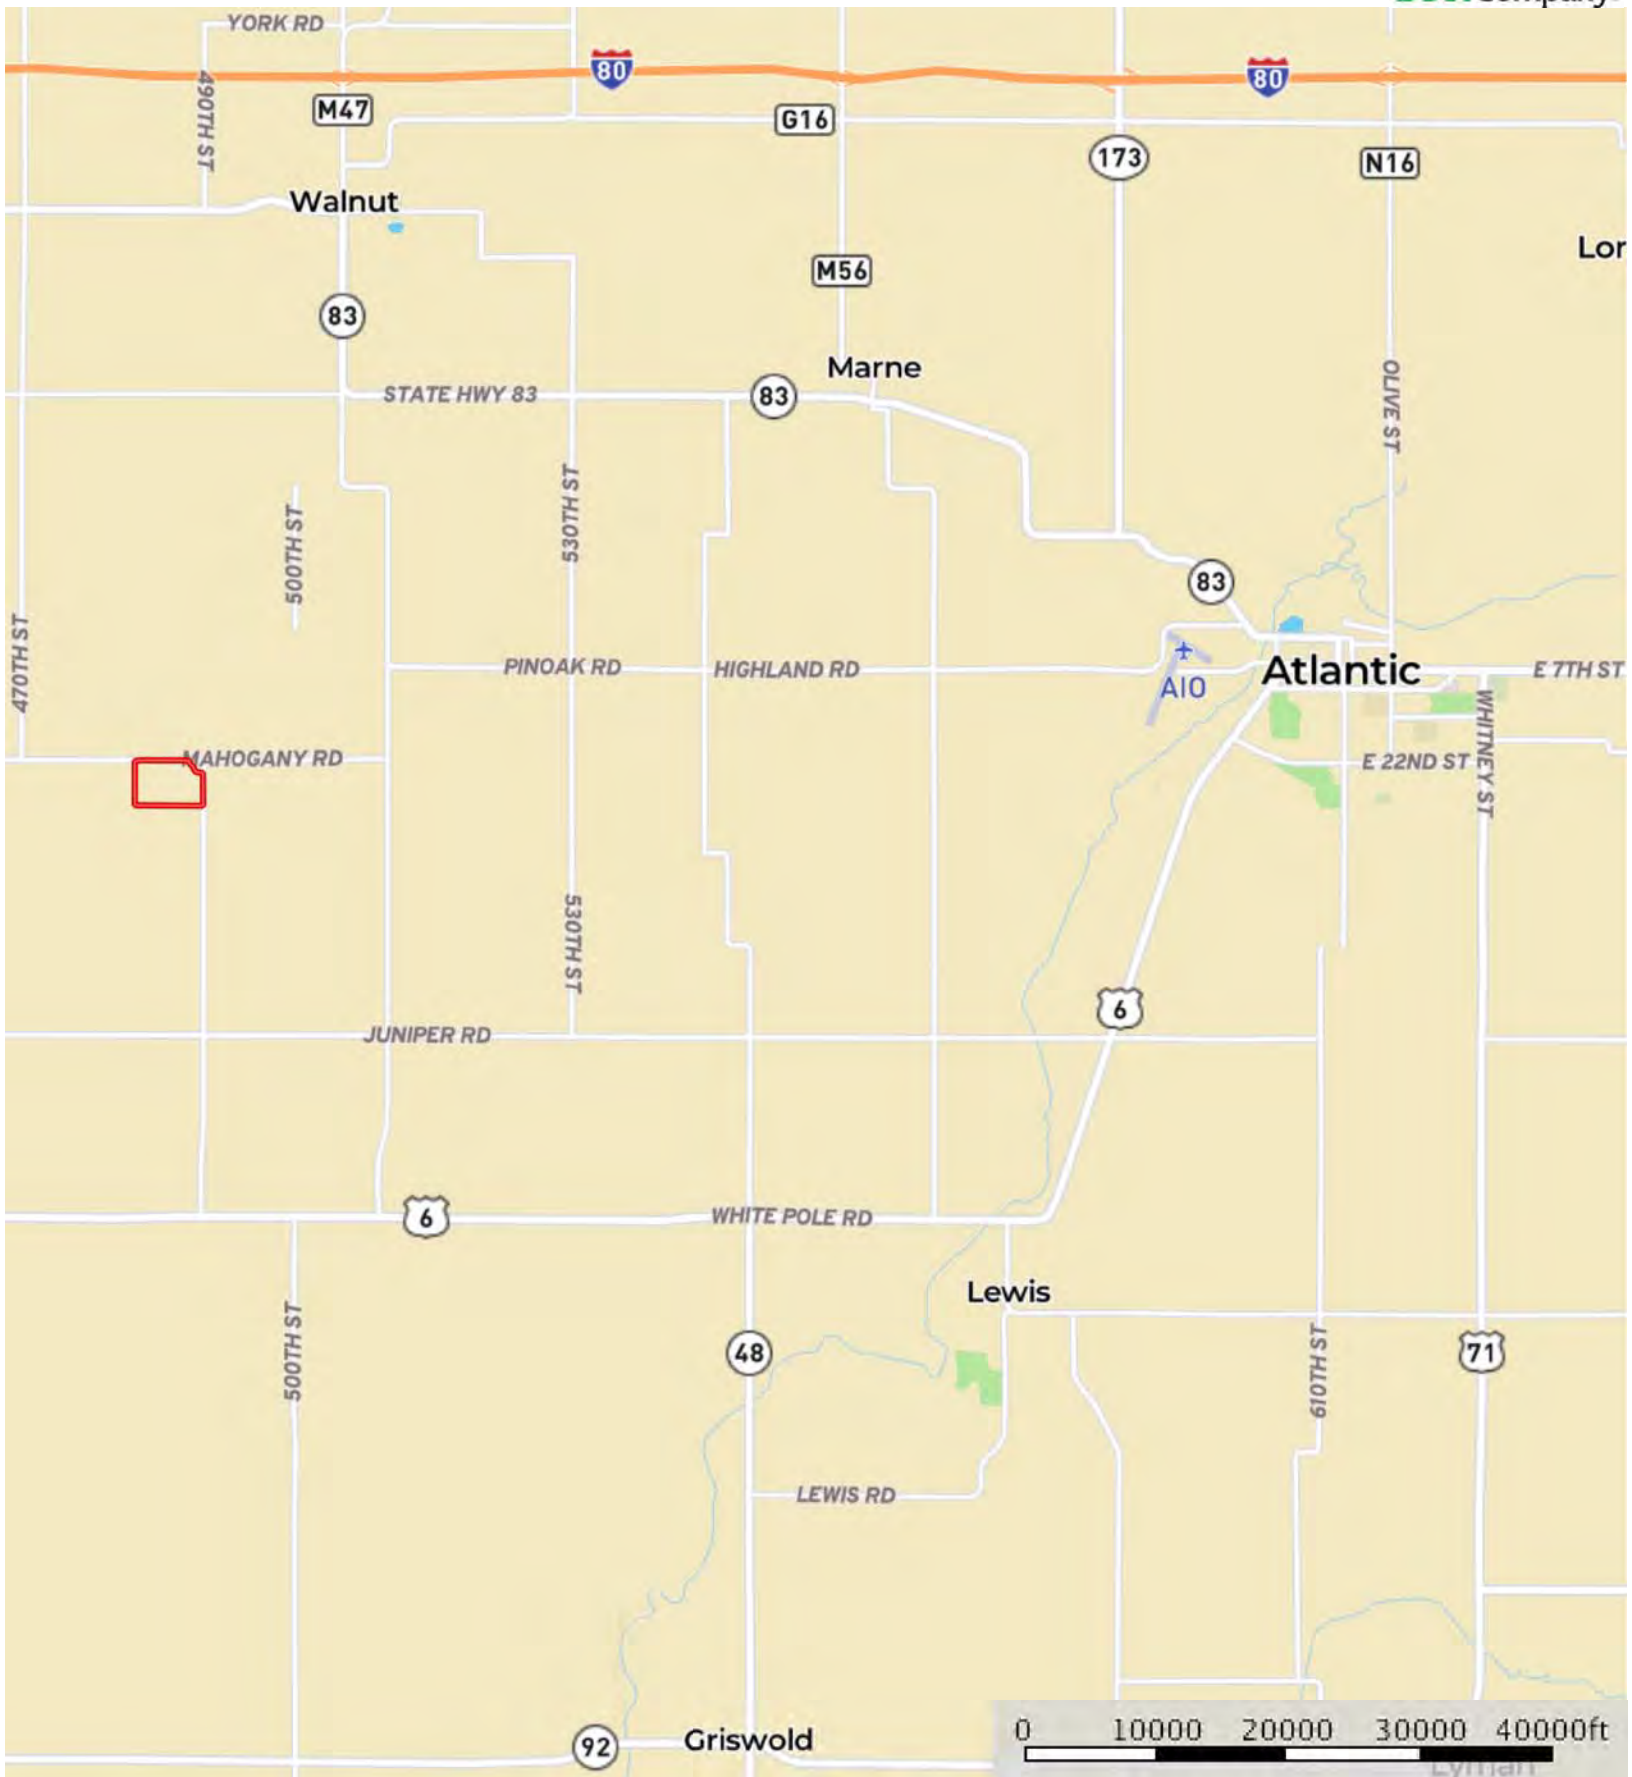 Company
YORK RD
80
80
490TH ST
M47
G16
173
N16
Walnut
Lor
M56
83
Marne
STATE HWY 83
83
OLIVE ST
530TH ST
500TH ST
83
470TH ST
PINOAK RD
HIGHLAND RD
Atlantic
E 7TH ST
AIO
WHITNEY ST
MAHOGANY RD
E 22ND ST
530TH ST
6
JUNIPER RD
6
WHITE POLE RD
Lewis
500TH ST
48
610TH ST
71
LEWIS RD
92
Griswold
0 10000 20000 30000 40000ft
Lyman